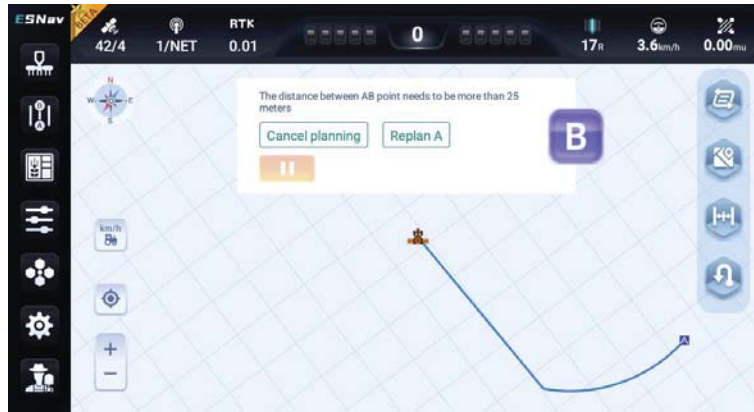 ESNav
BETA
42/4
1/NET
RTK
0.01
0
17R
3.6km/h
0.00mu
N
W
E
S
The distance between AB point needs to be more than 25
meters
Cancel planning
Replan A
B
km/h
A
+
−